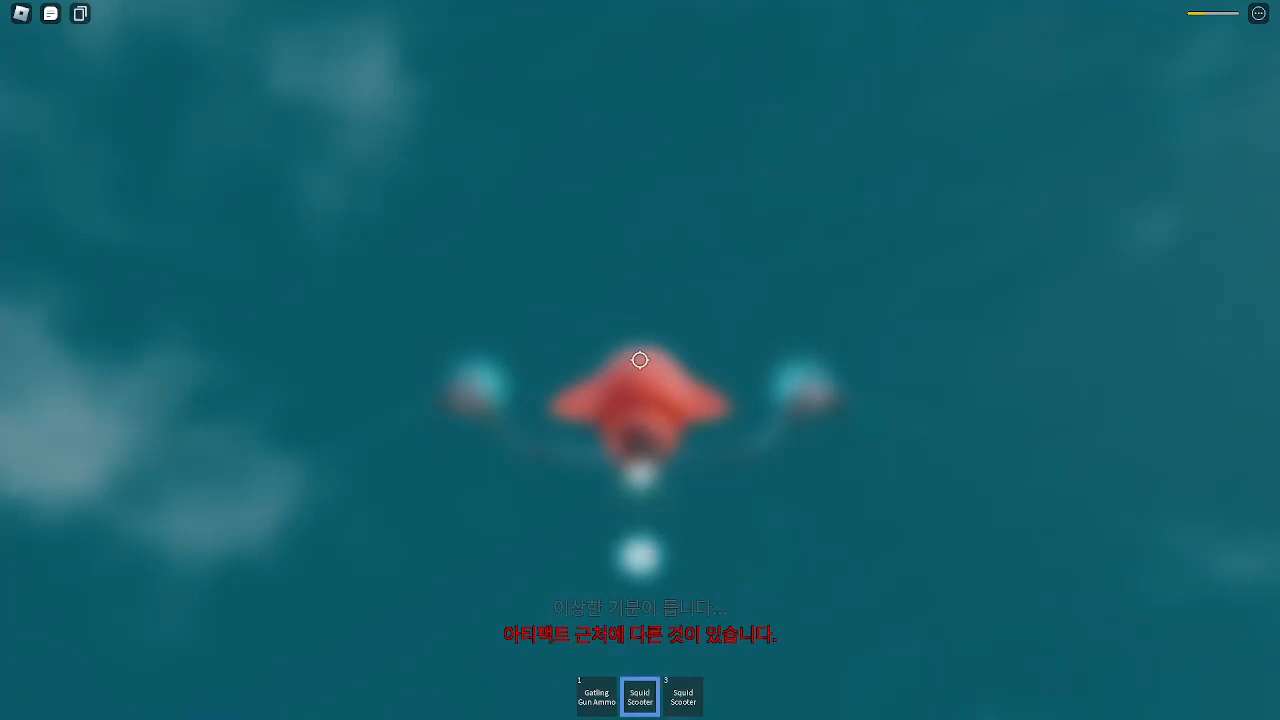 이상한 기분이 듭니다...
아티팩트 근처에 다른 것이 있습니다.
1
Gatling
Gun Ammo
Squid
Scooter
3
Squid
Scooter